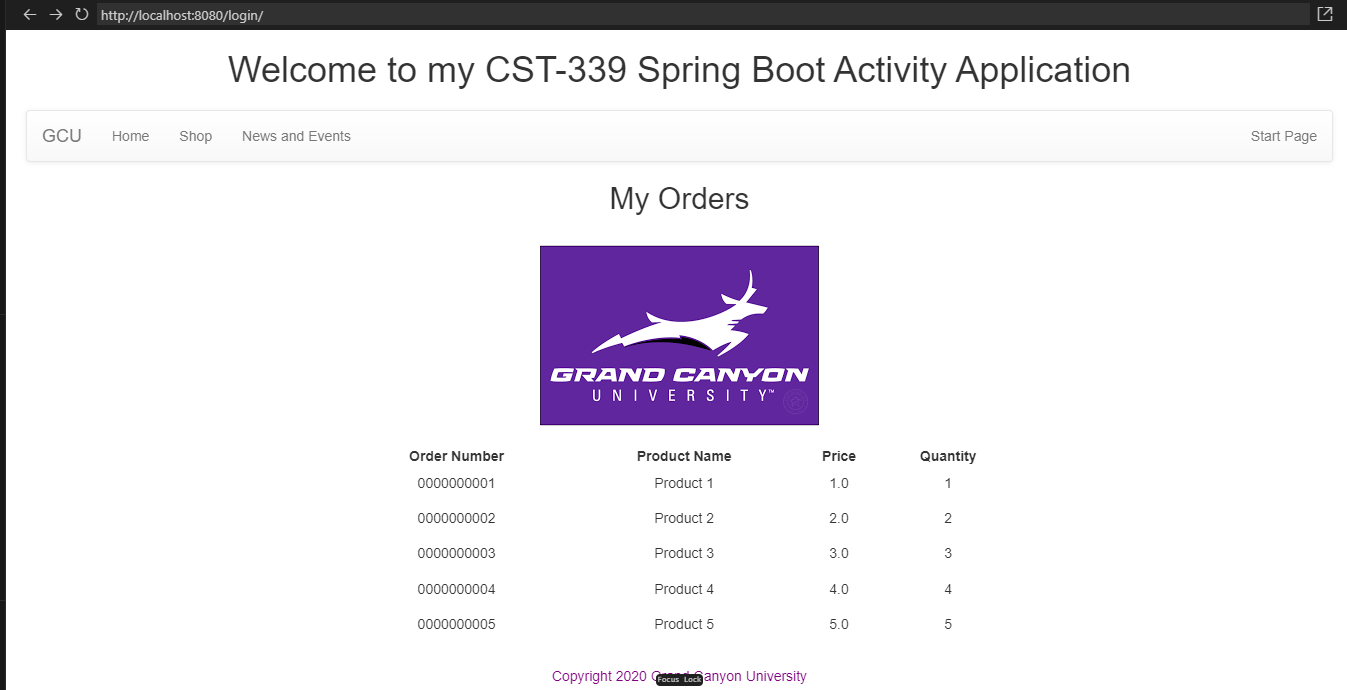 http://localhost:8080/login/
Welcome to my CST-339 Spring Boot Activity Application
GCU Home Shop News and Events Start Page
My Orders
GRAND CANYON
UNIVERSITY™
Order Number Product Name Price Quantity
0000000001 Product 1 1.0 1
0000000002 Product 2 2.0 2
0000000003 Product 3 3.0 3
0000000004 Product 4 4.0 4
0000000005 Product 5 5.0 5
Copyright 2020 Grand Canyon University
Focus Lock